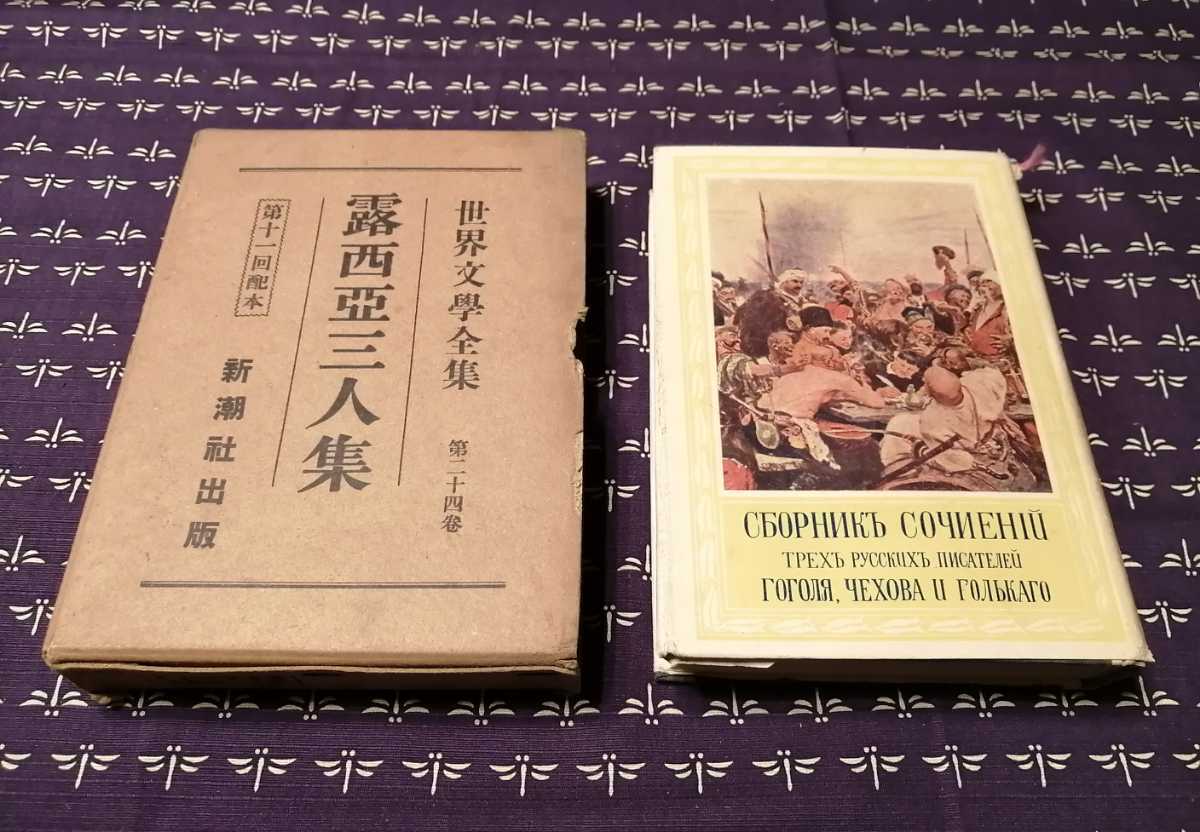 世界文學全集 第二十四卷
露西亞三人集
第十一回配本
新潮社出版
СБОРНИКЪ СОЧИЕНІЙ
ТРЕХЪ РУССКИХЪ ПИСАТЕЛЕЙ
ГОГОЛЯ, ЧЕХОВА И ГОЛЬКАГО